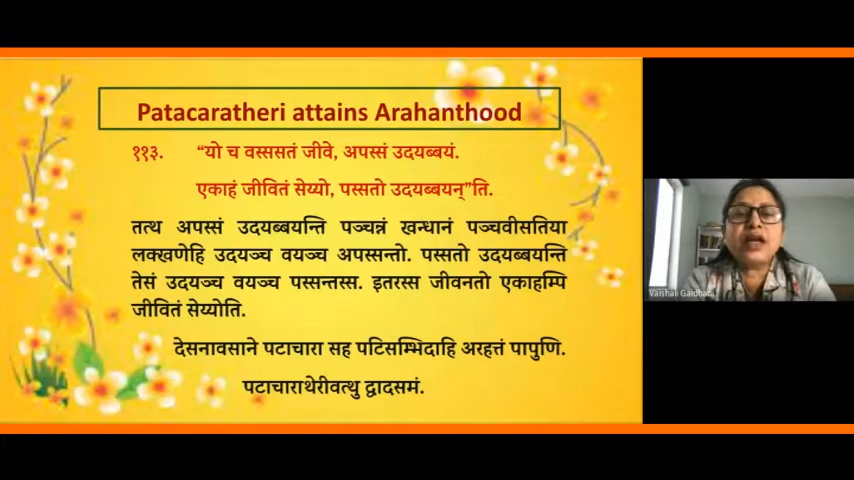 Patacaratheri attains Arahanthood
११३. “यो च वस्ससतं जीवे, अपस्सं उदयब्बयं.
एकाहं जीवितं सेय्यो, पस्सतो उदयब्बयन्”ति.
तत्थ अपस्सं उदयब्बयन्ति पञ्चन्नं खन्धानं पञ्चवीसतिया
लक्खणेहि उदयञ्च वयञ्च अपस्सन्तो. पस्सतो उदयब्बयन्ति
तेसं उदयञ्च वयञ्च पस्सन्तस्स. इतरस्स जीवनतो एकाहम्पि
जीवितं सेय्योति.
देसनावसाने पटाचारा सह पटिसम्भिदाहि अरहत्तं पापुणि.
पटाचाराथेरीवत्थु द्वादसमं.
Vaishali Gaidhani